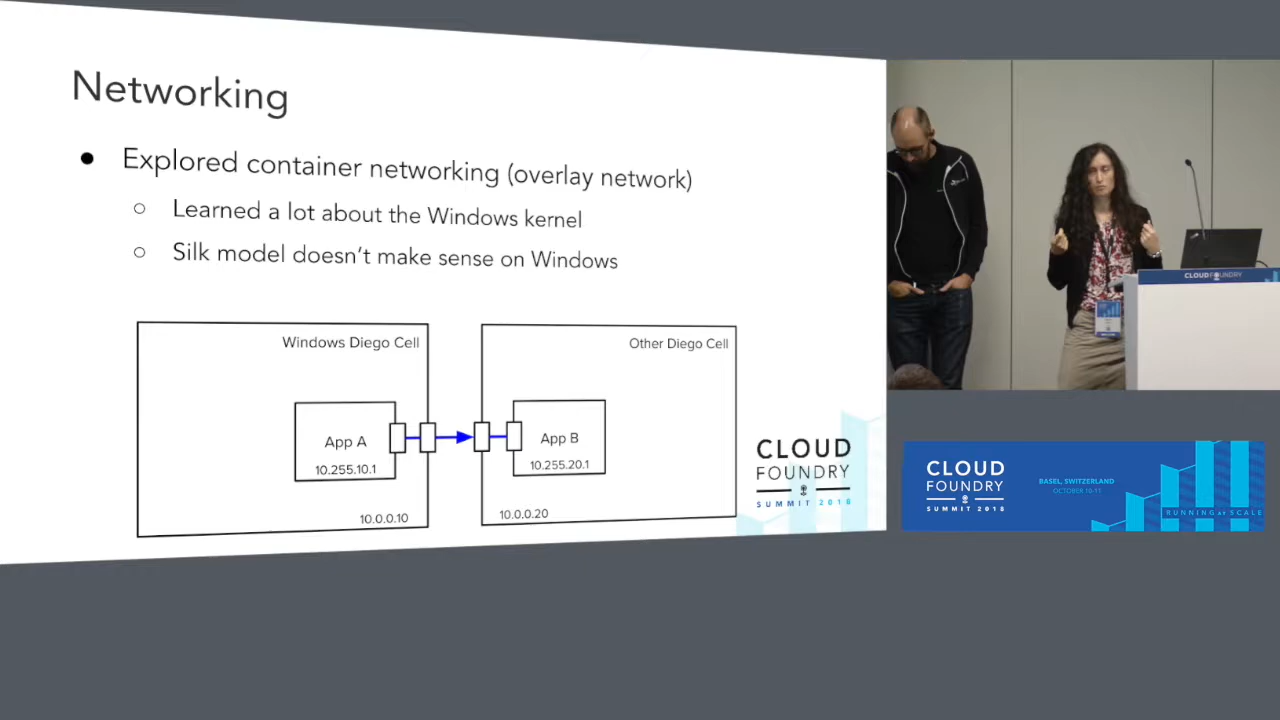 Networking
● Explored container networking (overlay network)
○ Learned a lot about the Windows kernel
○ Silk model doesn't make sense on Windows
Windows Diego Cell
App A
10.255.10.1
10.0.0.10
Other Diego Cell
App B
10.255.20.1
10.0.0.20
CLOUD
FOUNDRY
SUMMIT 2018
CLOUD FOUNDRY
CLOUD
FOUNDRY
SUMMIT 2018
BASEL, SWITZERLAND
OCTOBER 10-11
RUNNING AT SCALE